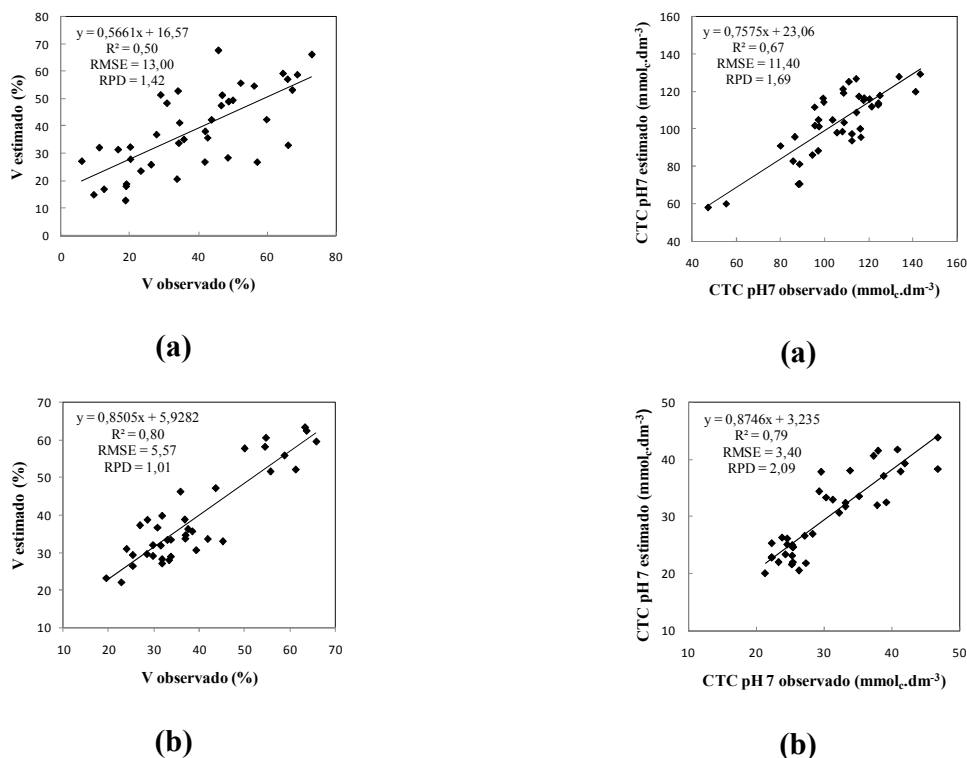 V estimado (%)
80
70
60
50
40
30
20
10
0
y = 0,5661x + 16,57
R² = 0,50
RMSE = 13,00
RPD = 1,42
0 20 40 60 80
V observado (%)
(a)
CTC pH7 estimado (mmolc.dm-3)
160
140
120
100
80
60
40
y = 0,7575x + 23,06
R² = 0,67
RMSE = 11,40
RPD = 1,69
40 60 80 100 120 140 160
CTC pH7 observado (mmolc.dm-3)
(a)
V estimado (%)
70
60
50
40
30
20
10
y = 0,8505x + 5,9282
R² = 0,80
RMSE = 5,57
RPD = 1,01
10 20 30 40 50 60 70
V observado (%)
(b)
CTC pH 7 estimado (mmolc.dm-3)
50
40
30
20
10
y = 0,8746x + 3,235
R² = 0,79
RMSE = 3,40
RPD = 2,09
10 20 30 40 50
CTC pH 7 observado (mmolc.dm-3)
(b)